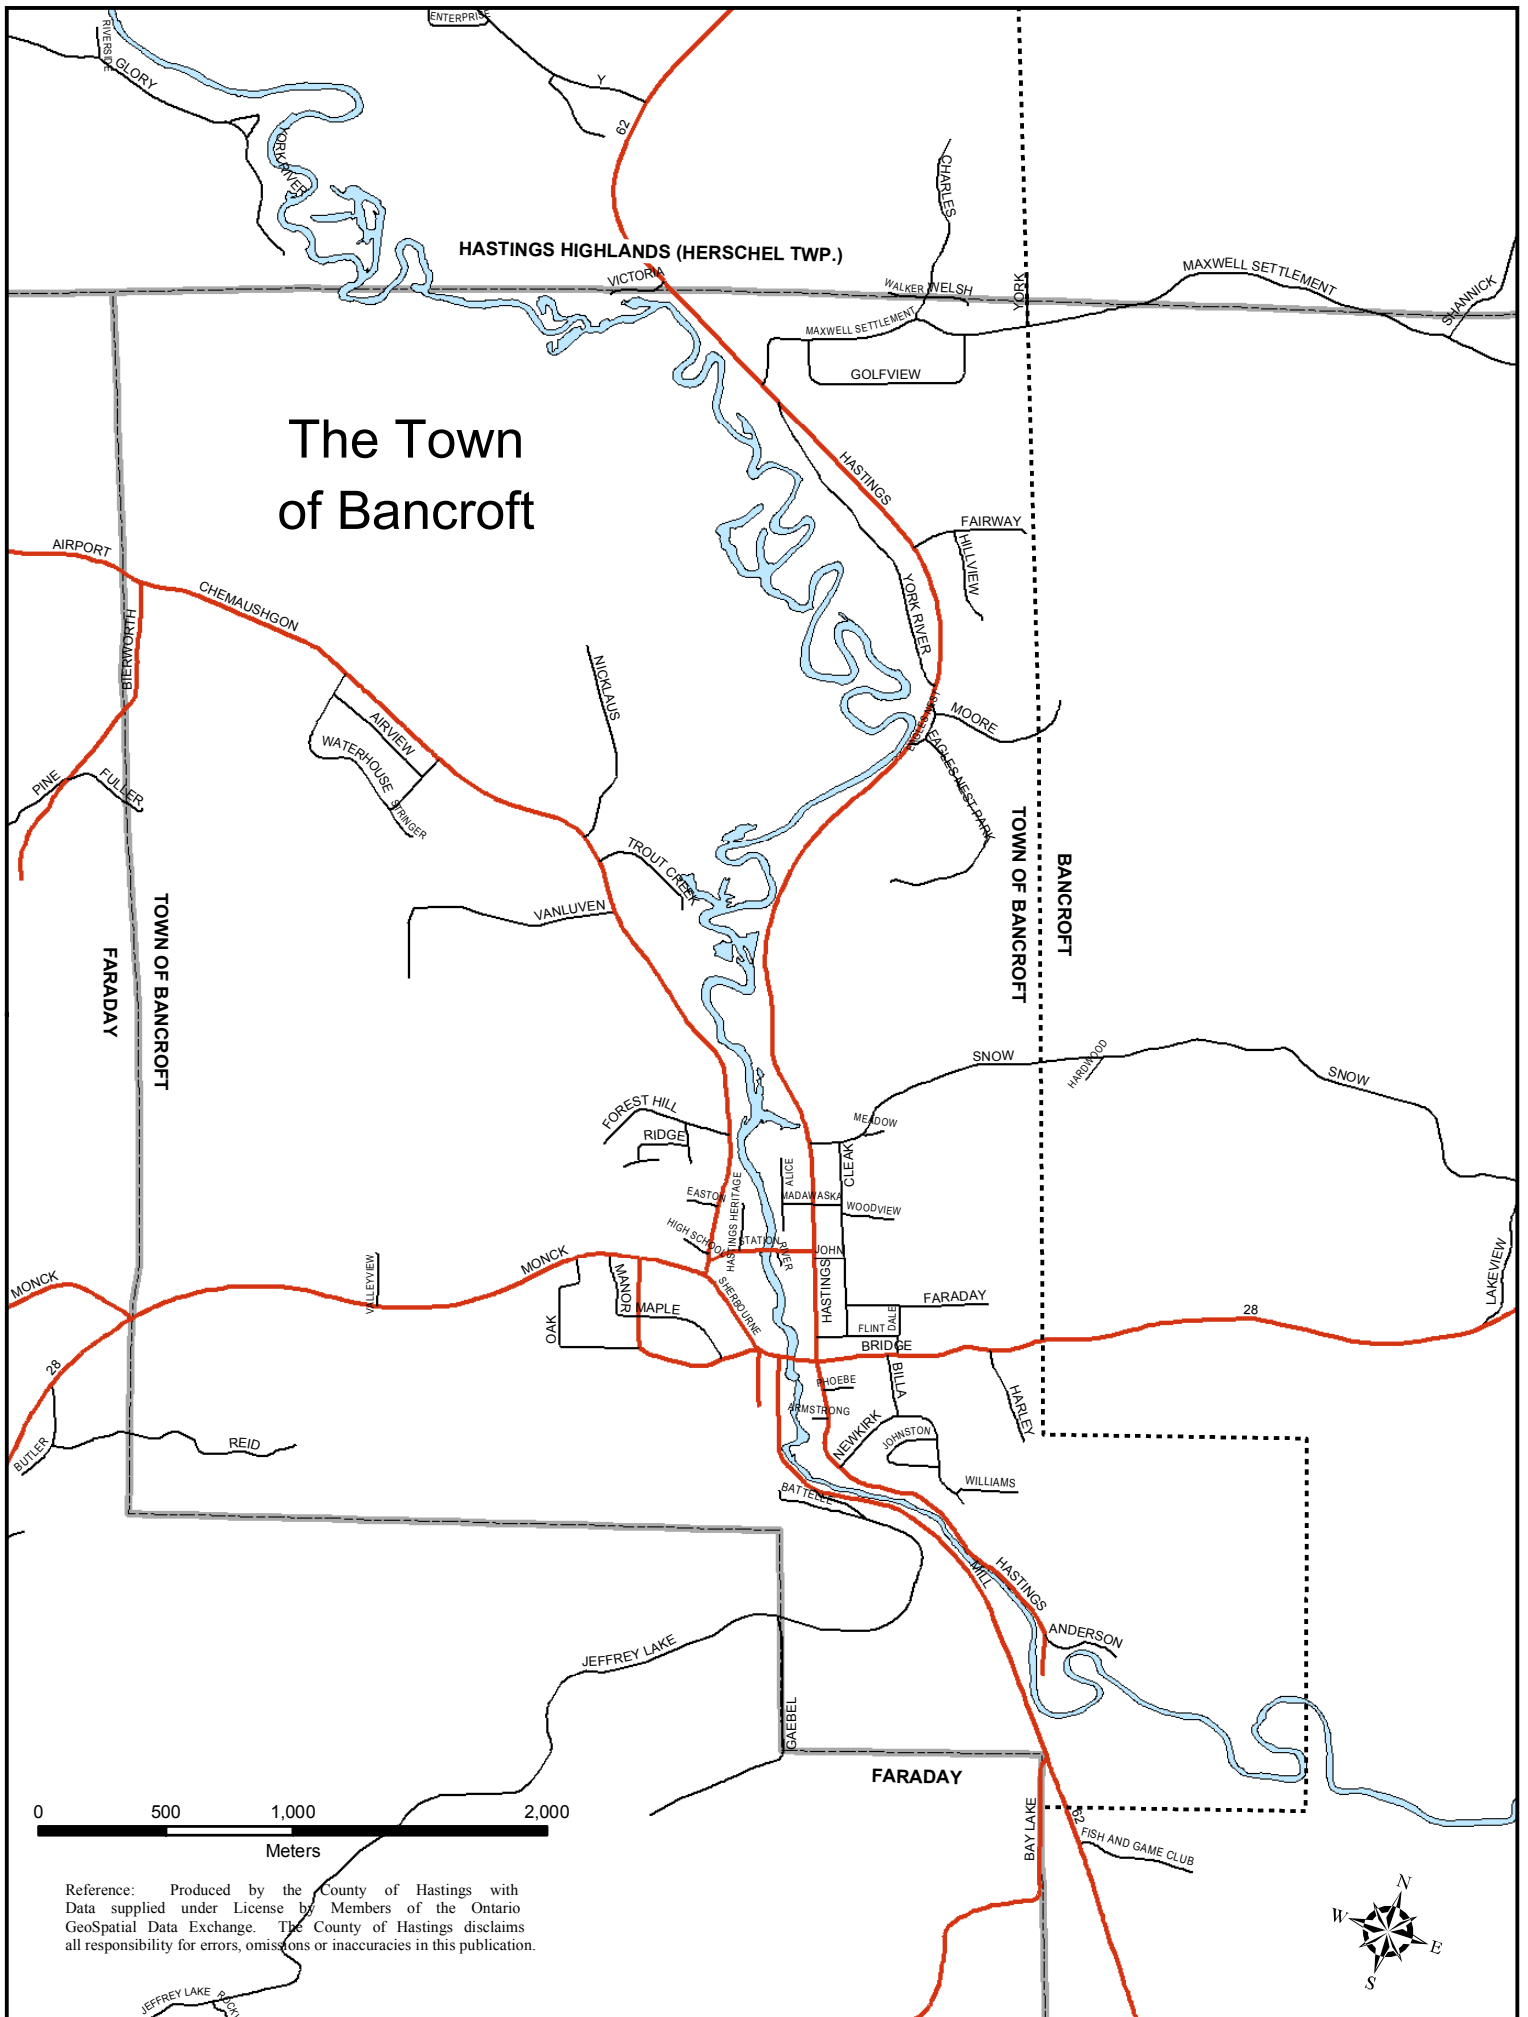 ENTERPRISE
RIVERSIDE
GLORY
Y
62
YORK RIVER
CHARLES
HASTINGS HIGHLANDS (HERSCHEL TWP.)
VICTORIA
WALKER
WELSH
YORK
MAXWELL SETTLEMENT
SHANNICK
MAXWELL SETTLEMENT
GOLFVIEW
The Town
of Bancroft
HASTINGS
FAIRWAY
HILLVIEW
AIRPORT
CHEMAUSHGON
BIERWORTH
YORK RIVER
NICKLAUS
AIRVIEW
WATERHOUSE
STRINGER
EAGLES NEST
MOORE
EAGLES NEST PARK
PINE
FULLER
TROUT CREEK
VANLUVEN
TOWN OF BANCROFT
BANCROFT
TOWN OF BANCROFT
FARADAY
SNOW
HARDWOOD
SNOW
FOREST HILL
RIDGE
MEADOW
CLEAK
ALICE
EASTON
HASTINGS HERITAGE
MADAWASKA
WOODVIEW
HIGH SCHOOL
STATION
RIVER
JOHN
MONCK
VALLEYVIEW
MONCK
MANOR
MAPLE
OAK
SHERBOURNE
HASTINGS
FARADAY
FLINT
DALE
BRIDGE
28
LAKEVIEW
28
PHOEBE
BILLA
HARLEY
ARMSTRONG
NEWKIRK
JOHNSTON
WILLIAMS
BUTLER
REID
BATTELLE
MILL
HASTINGS
ANDERSON
JEFFREY LAKE
GAEBEL
FARADAY
BAY LAKE
62
FISH AND GAME CLUB
0 500 1,000 2,000
Meters
Reference: Produced by the County of Hastings with
Data supplied under License by Members of the Ontario
GeoSpatial Data Exchange. The County of Hastings disclaims
all responsibility for errors, omissions or inaccuracies in this publication.
N
W
E
S
JEFFREY LAKE